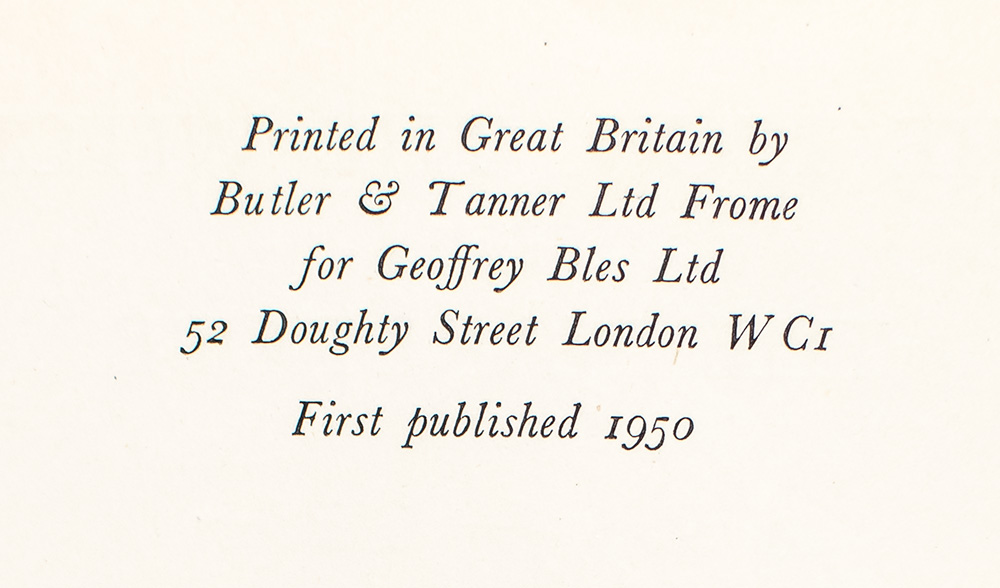 Printed in Great Britain by
Butler & Tanner Ltd Frome
for Geoffrey Bles Ltd
52 Doughty Street London WC1
First published 1950